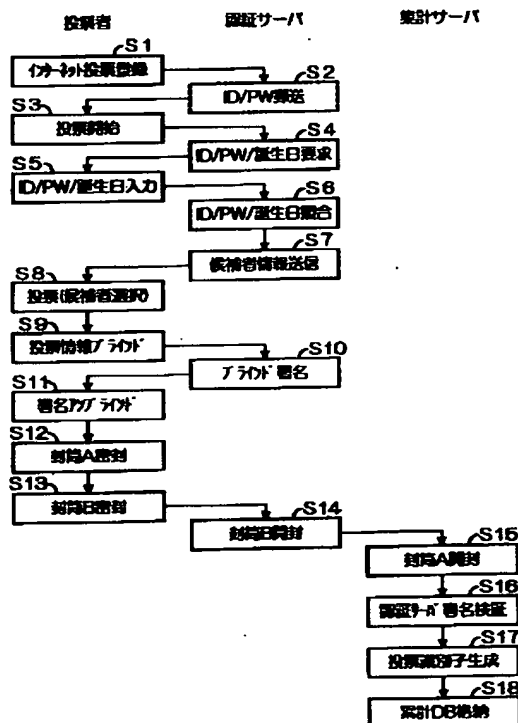 投票者 認証サーバ 集計サーバ
S1
インターネット投票登録
S2
ID/PW郵送
S3
投票開始
S4
ID/PW/誕生日要求
S5
ID/PW/誕生日入力
S6
ID/PW/誕生日照合
S7
候補者情報送信
S8
投票(候補者選択)
S9
投票情報ブラインド
S10
ブラインド署名
S11
署名アンブラインド
S12
封筒A密封
S13
封筒B密封
S14
封筒B開封
S15
封筒A開封
S16
認証サーバ署名検証
S17
投票識別子生成
S18
累計DB格納